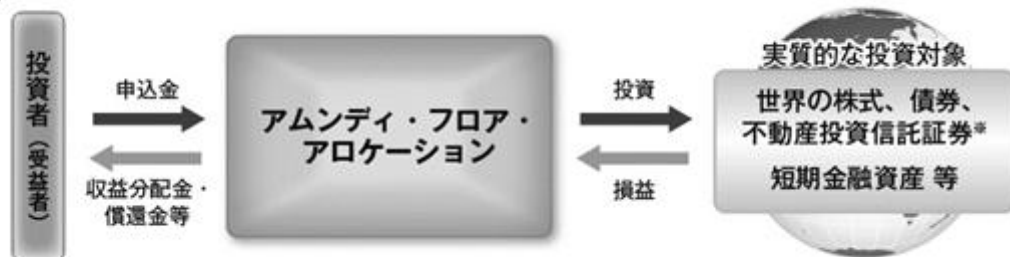 投資者（受益者）
申込金
収益分配金・
償還金等
アムンディ・フロア・
アロケーション
投資
損益
実質的な投資対象
世界の株式、債券、
不動産投資信託証券※
短期金融資産 等